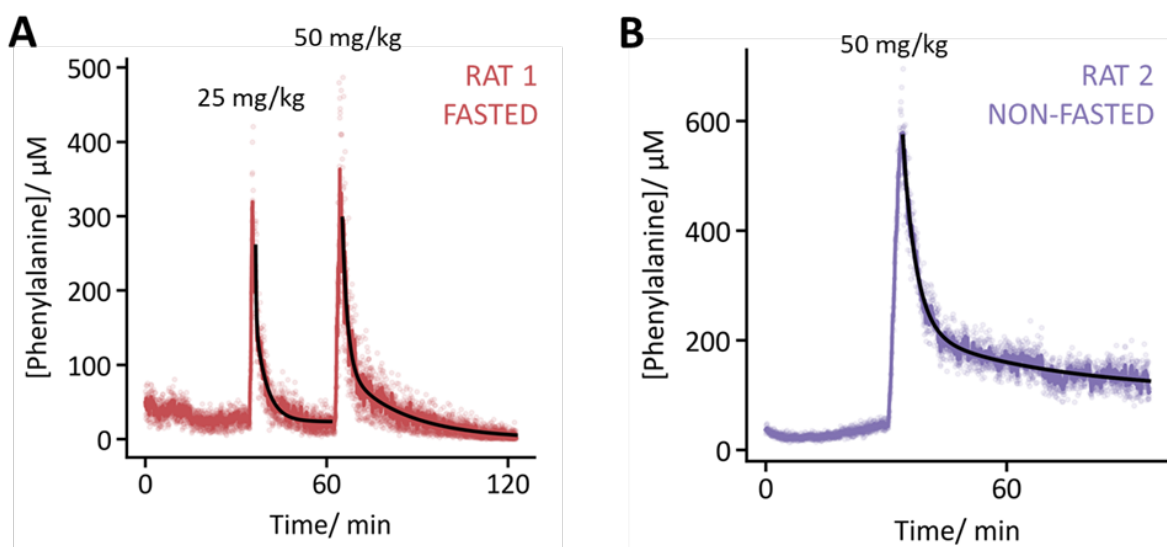 A
50 mg/kg
25 mg/kg
RAT 1
FASTED
[Phenylalanine]/ µM
500
400
300
200
100
0
0
60
120
Time/ min
B
50 mg/kg
RAT 2
NON-FASTED
[Phenylalanine]/ µM
600
400
200
0
0
60
Time/ min